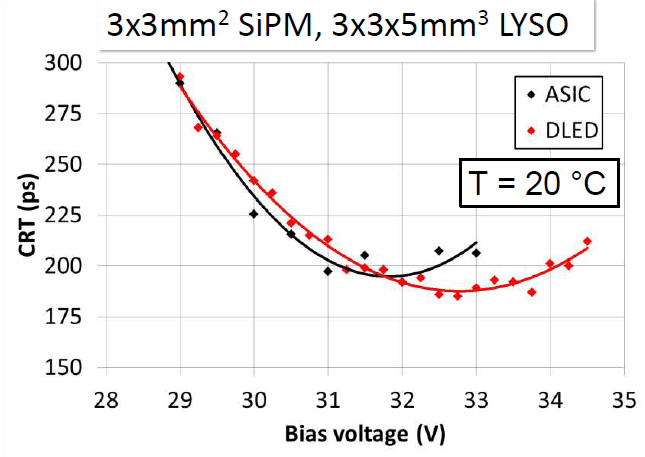 3x3mm² SiPM, 3x3x5mm³ LYSO
300
275
250
225
200
175
150
CRT (ps)
ASIC
DLED
T = 20 °C
28 29 30 31 32 33 34 35
Bias voltage (V)